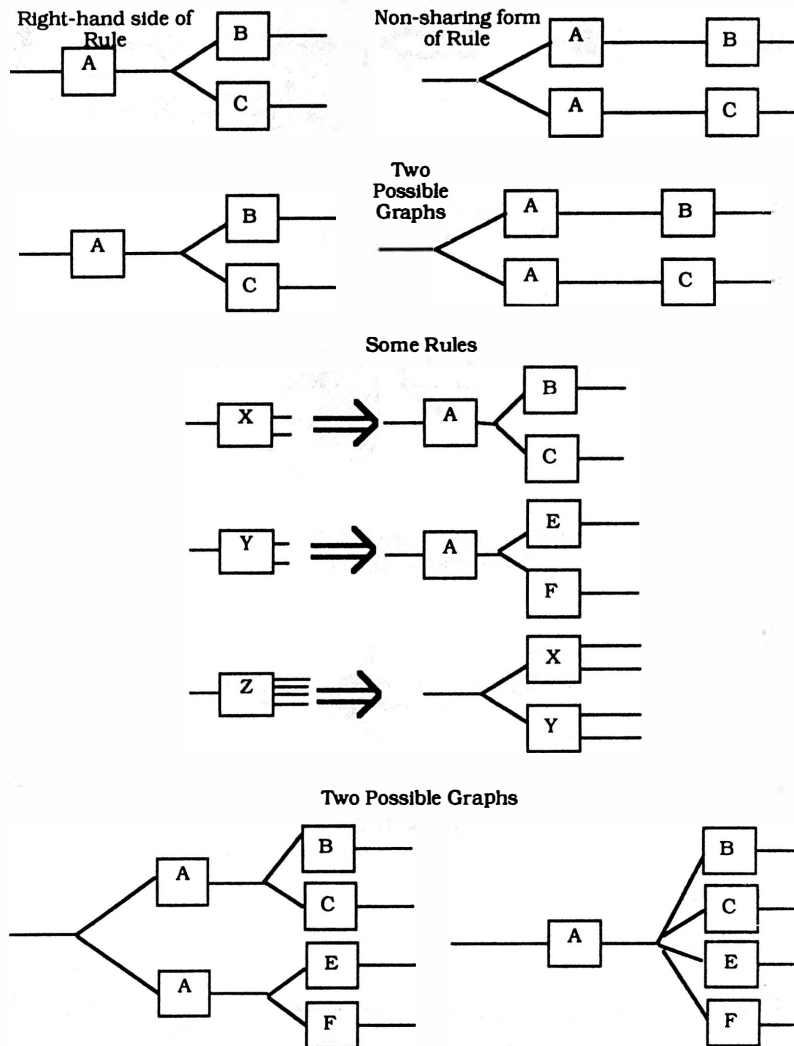 Right-hand side of
Rule
A
B
C
Non-sharing form
of Rule
A
B
A
C
A
B
C
Two
Possible
Graphs
A
B
A
C
Some Rules
X
A
B
C
Y
A
E
F
Z
X
Y
Two Possible Graphs
A
B
C
A
E
F
A
B
C
E
F